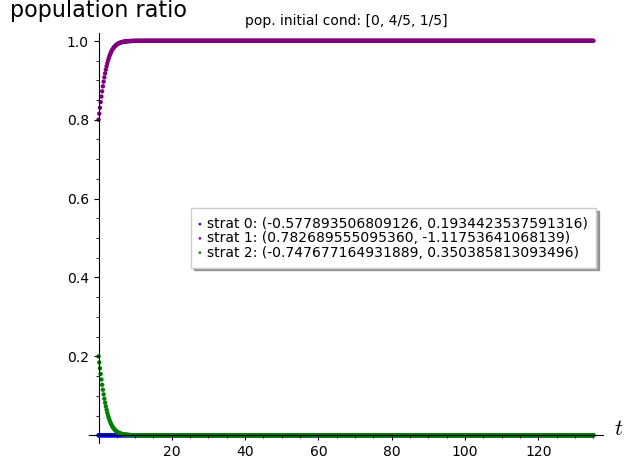 population ratio
pop. initial cond: [0, 4/5, 1/5]
1.0
0.8
0.6
strat 0: (-0.577893506809126, 0.1934423537591316)
strat 1: (0.782689555095360, -1.11753641068139)
strat 2: (-0.747677164931889, 0.350385813093496)
0.4
0.2
t
20 40 60 80 100 120